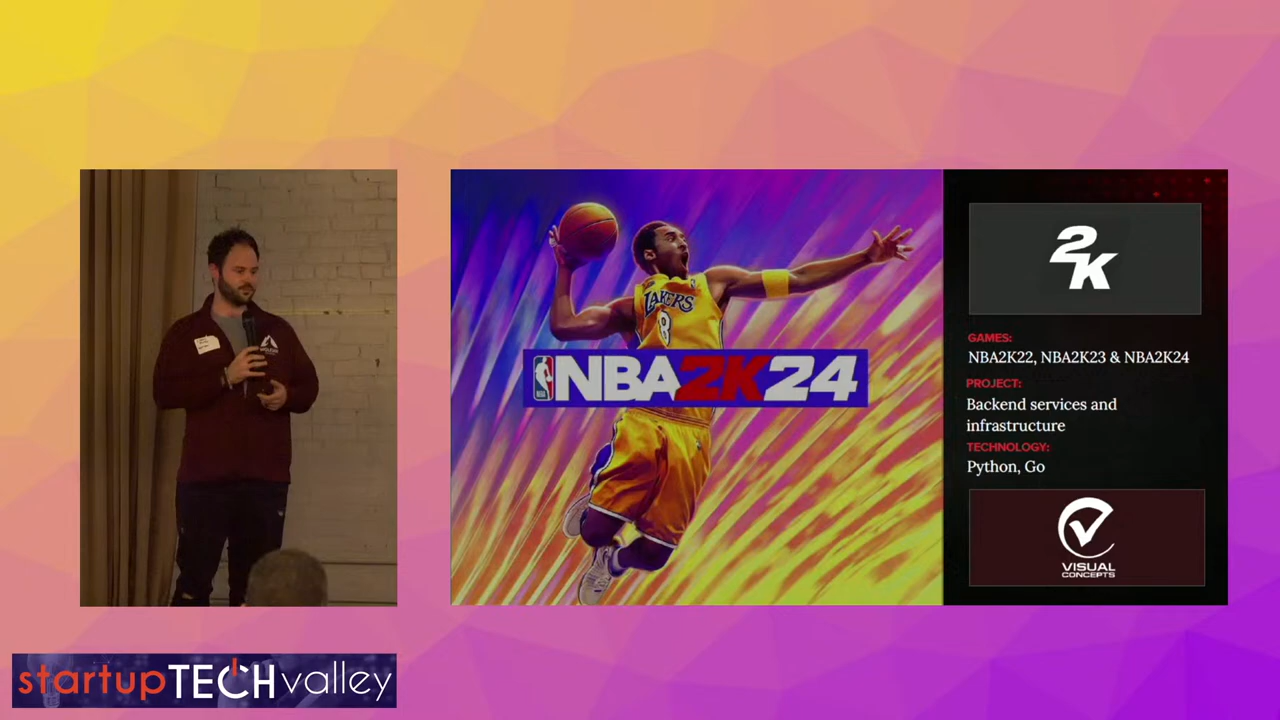 LAKERS
8
NBA2K24
NBA
2K
GAMES:
NBA2K22, NBA2K23 & NBA2K24
PROJECT:
Backend services and
infrastructure
TECHNOLOGY:
Python, Go
VISUAL
CONCEPTS
startupTECHvalley